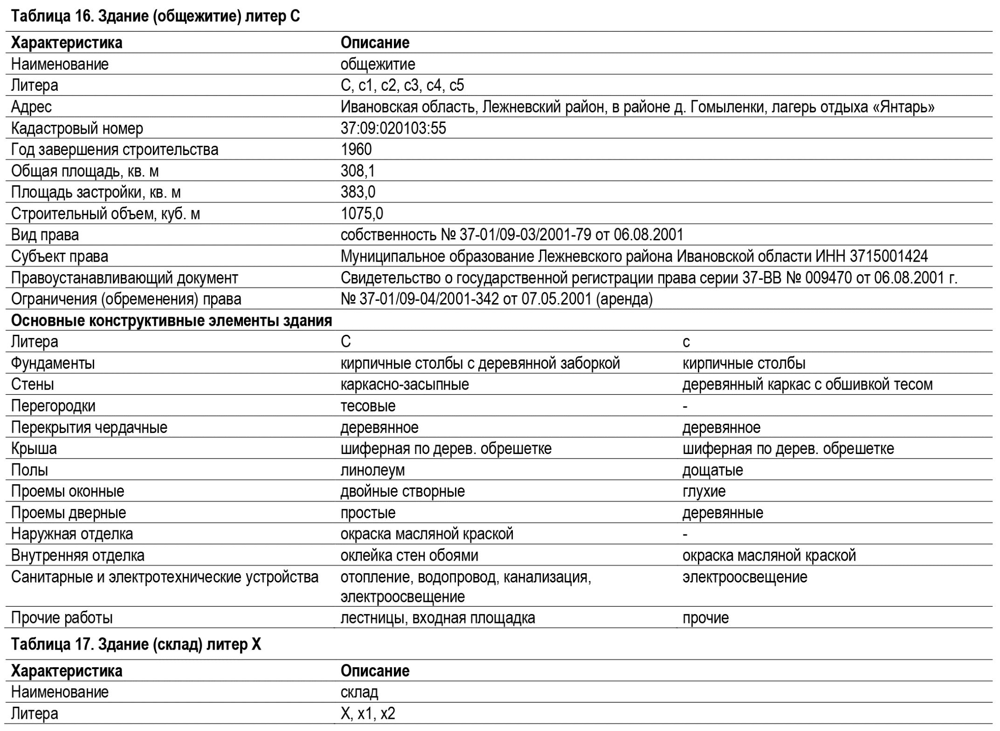 Таблица 16. Здание (общежитие) литер С
Характеристика Описание
Наименование общежитие
Литера С, с1, с2, с3, с4, с5
Адрес Ивановская область, Лежневский район, в районе д. Гомыленки, лагерь отдыха «Янтарь»
Кадастровый номер 37:09:020103:55
Год завершения строительства 1960
Общая площадь, кв. м 308,1
Площадь застройки, кв. м 383,0
Строительный объем, куб. м 1075,0
Вид права собственность № 37-01/09-03/2001-79 от 06.08.2001
Субъект права Муниципальное образование Лежневского района Ивановской области ИНН 3715001424
Правоустанавливающий документ Свидетельство о государственной регистрации права серии 37-ВВ № 009470 от 06.08.2001 г.
Ограничения (обременения) права № 37-01/09-04/2001-342 от 07.05.2001 (аренда)
Основные конструктивные элементы здания
Литера С с
Фундаменты кирпичные столбы с деревянной заборкой кирпичные столбы
Стены каркасно-засыпные деревянный каркас с обшивкой тесом
Перегородки тесовые -
Перекрытия чердачные деревянное деревянное
Крыша шиферная по дерев. обрешетке шиферная по дерев. обрешетке
Полы линолеум дощатые
Проемы оконные двойные створные глухие
Проемы дверные простые деревянные
Наружная отделка окраска масляной краской -
Внутренняя отделка оклейка стен обоями окраска масляной краской
Санитарные и электротехнические устройства отопление, водопровод, канализация, электроосвещение
электроосвещение
Прочие работы лестницы, входная площадка прочие
Таблица 17. Здание (склад) литер Х
Характеристика Описание
Наименование склад
Литера Х, х1, х2